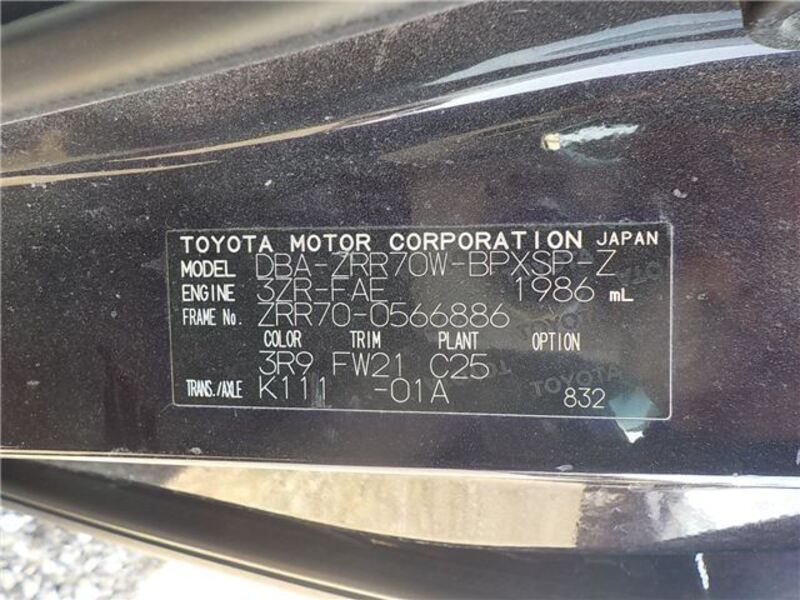 TOYOTA MOTOR CORPORATION JAPAN
MODEL DBA-ZRR70W-BPXSP-Z
ENGINE 3ZR-FAE 1986 mL
FRAME No. ZRR70-0566886
COLOR TRIM PLANT OPTION
3R9 FW21 C25
TRANS./AXLE K111 -01A 832